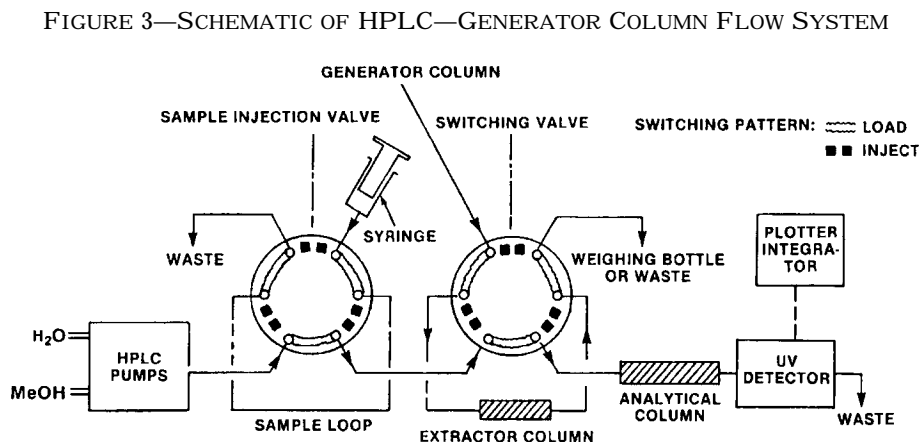 FIGURE 3—SCHEMATIC OF HPLC—GENERATOR COLUMN FLOW SYSTEM
GENERATOR COLUMN
SAMPLE INJECTION VALVE
SWITCHING VALVE
SWITCHING PATTERN:
LOAD
INJECT
SYRINGE
WASTE
WEIGHING BOTTLE
OR WASTE
PLOTTER
INTEGRA-
TOR
H₂O
MeOH
HPLC
PUMPS
SAMPLE LOOP
EXTRACTOR COLUMN
ANALYTICAL
COLUMN
UV
DETECTOR
WASTE